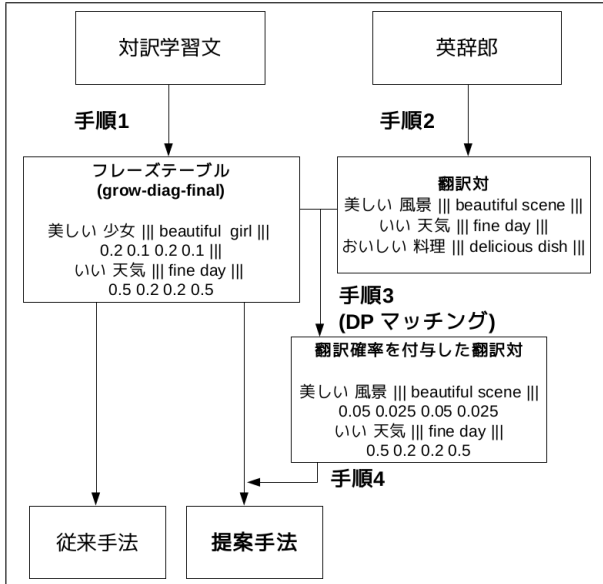 対訳学習文
英辞郎
手順1
手順2
フレーズテーブル
(grow-diag-final)
美しい 少女 ||| beautiful girl |||
0.2 0.1 0.2 0.1 |||
いい 天気 ||| fine day |||
0.5 0.2 0.2 0.5
翻訳対
美しい 風景 ||| beautiful scene |||
いい 天気 ||| fine day |||
おいしい 料理 ||| delicious dish |||
手順3
(DP マッチング)
翻訳確率を付与した翻訳対
美しい 風景 ||| beautiful scene |||
0.05 0.025 0.05 0.025
いい 天気 ||| fine day |||
0.5 0.2 0.2 0.5
手順4
従来手法
提案手法